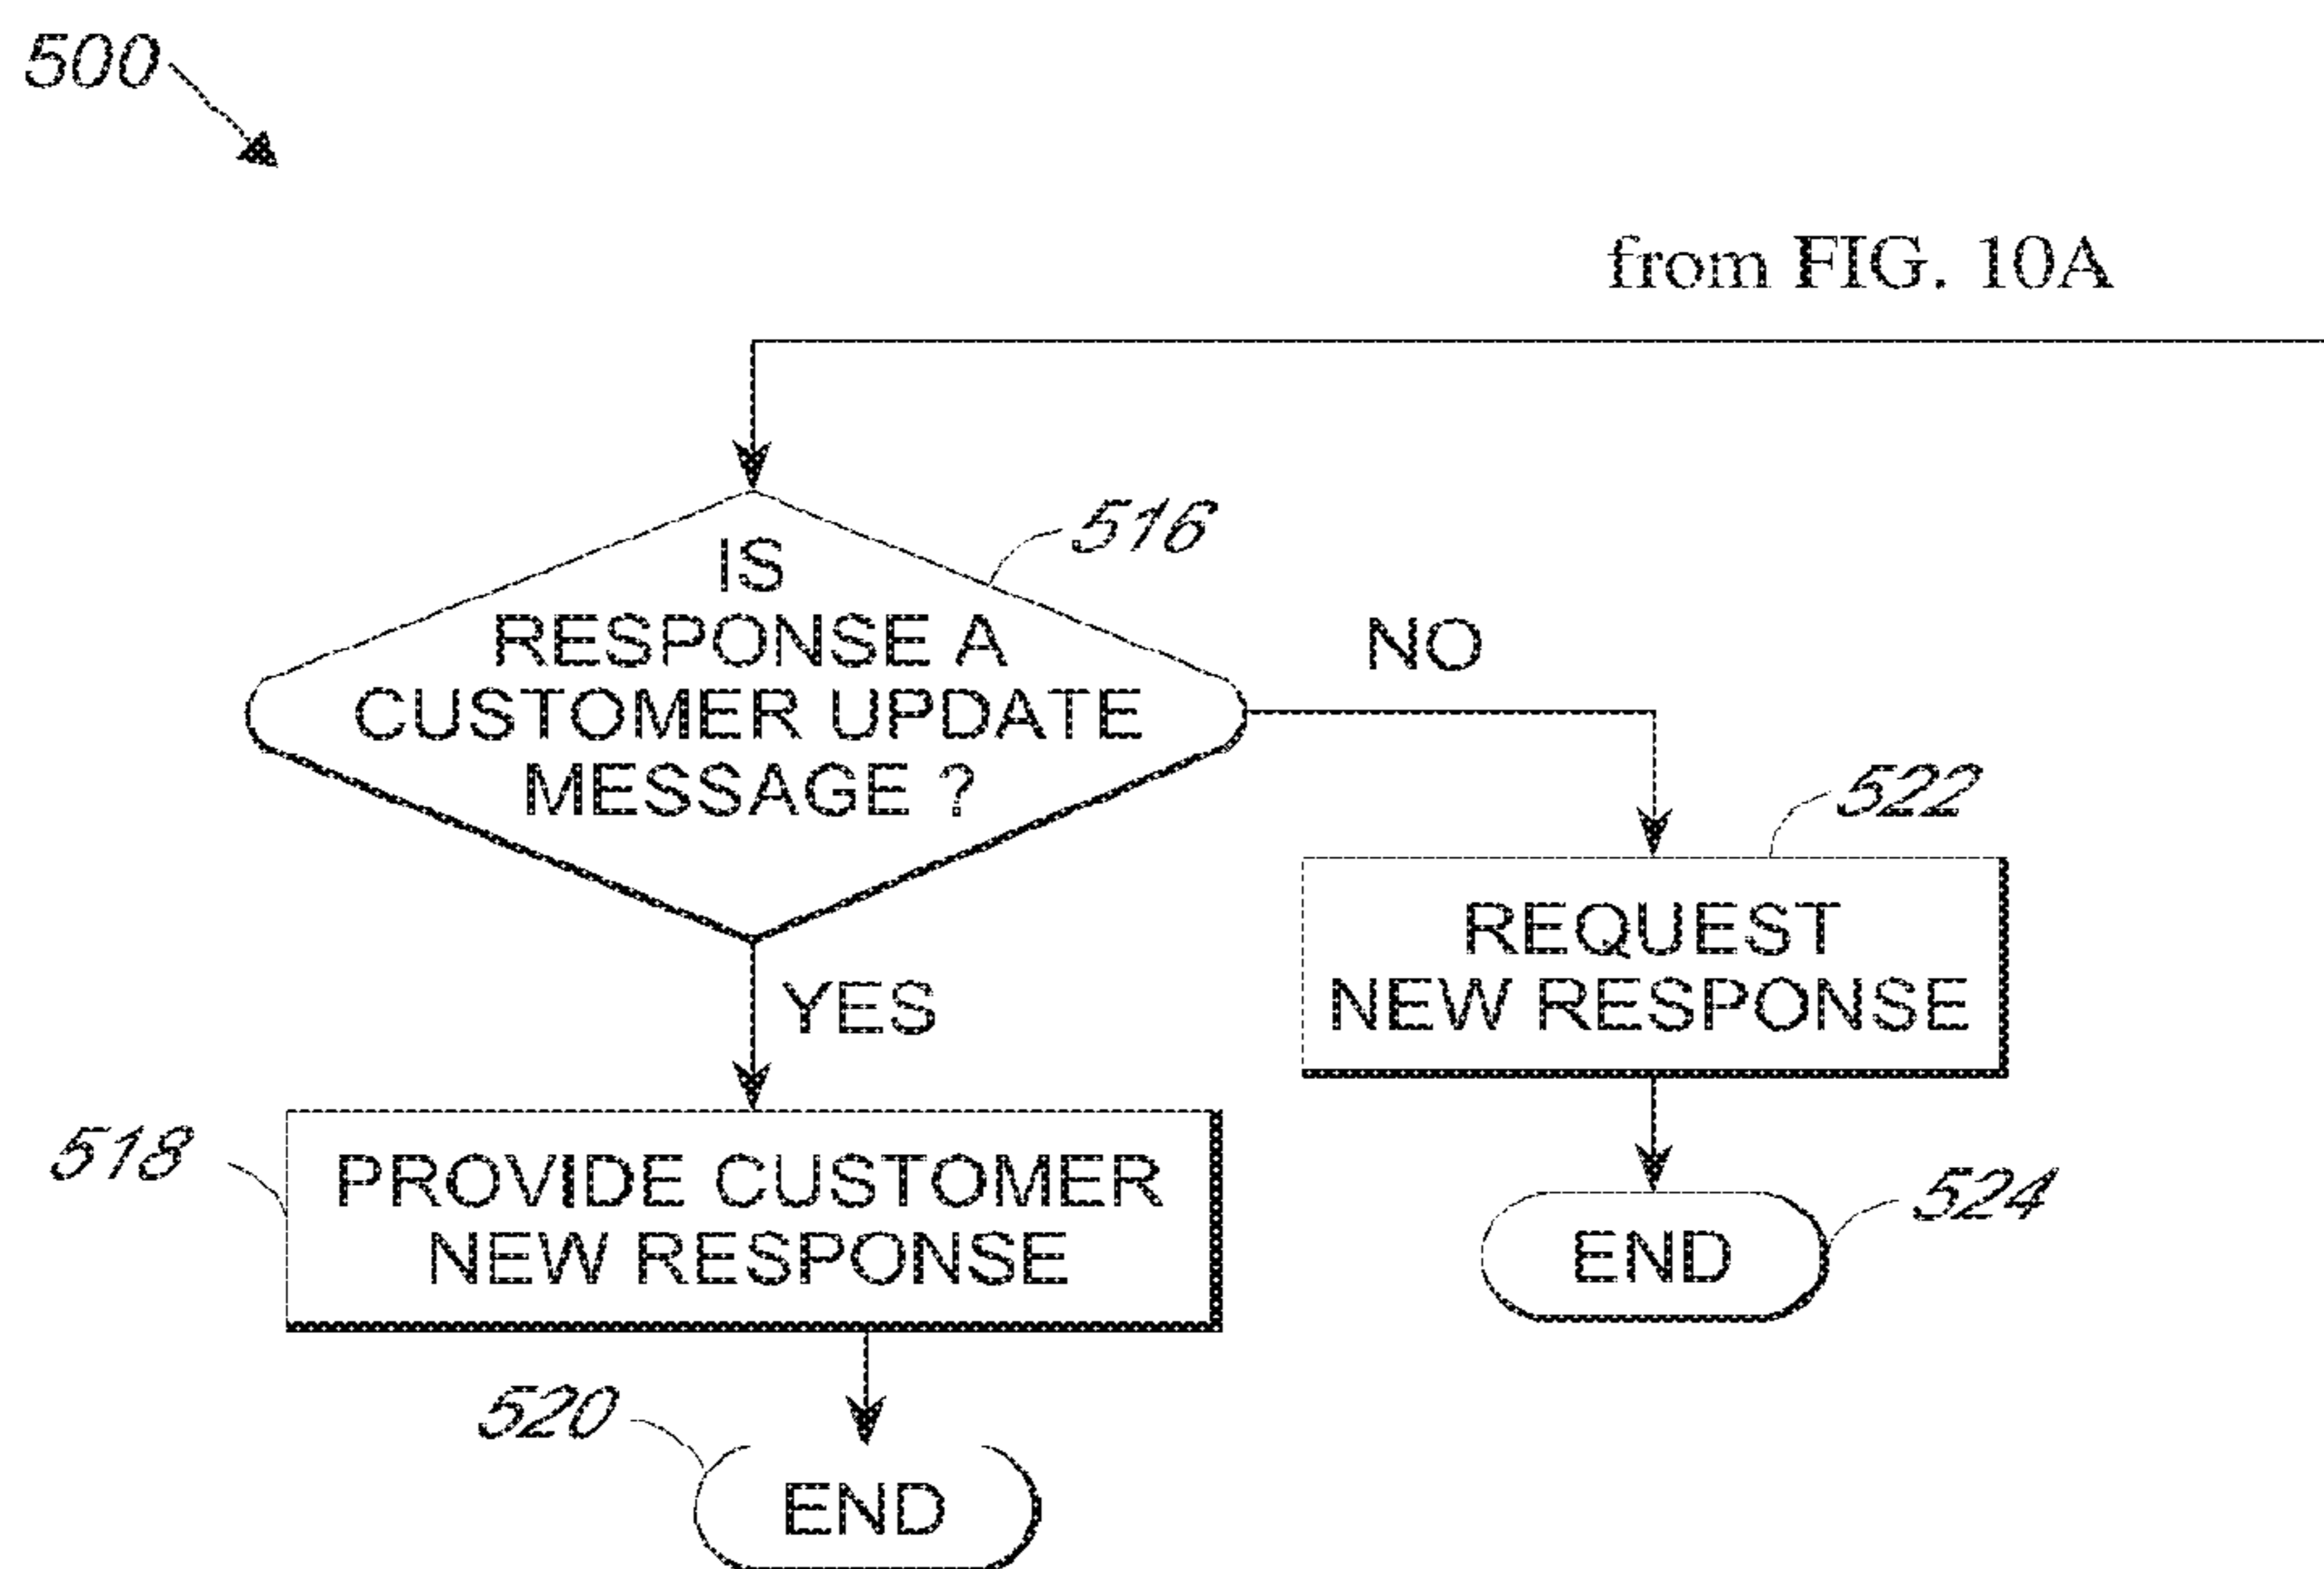 500
from FIG. 10A
516
IS
RESPONSE A
CUSTOMER UPDATE
MESSAGE ?
NO
522
REQUEST
NEW RESPONSE
YES
518
PROVIDE CUSTOMER
NEW RESPONSE
524
END
520
END